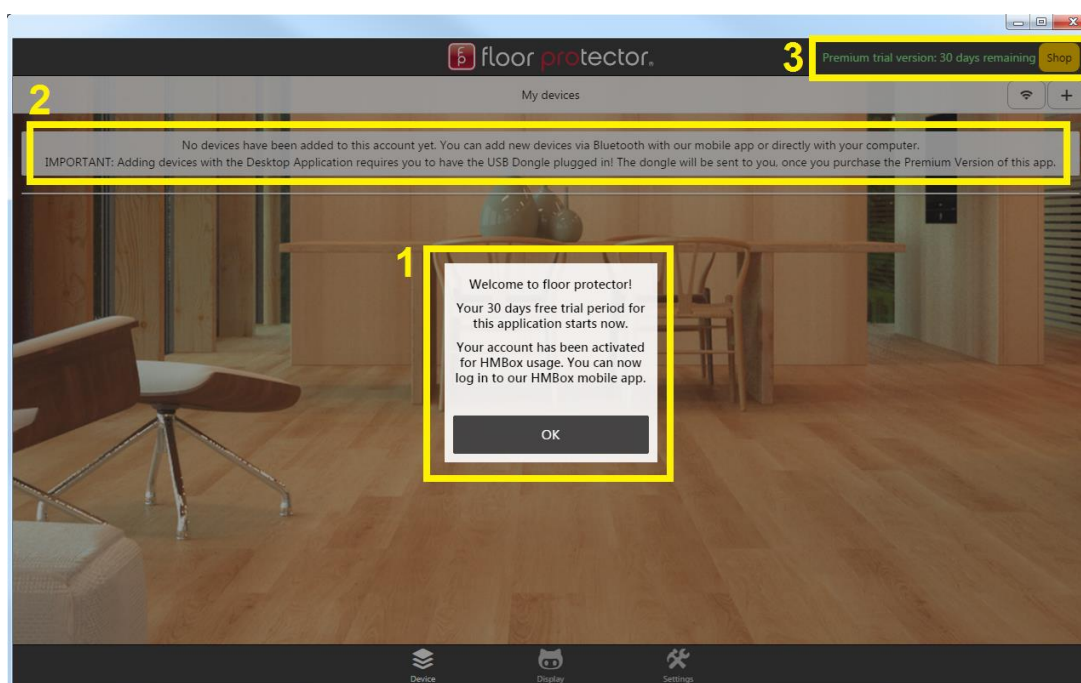 floor protector.
3
Premium trial version: 30 days remaining
Shop
My devices
2
No devices have been added to this account yet. You can add new devices via Bluetooth with our mobile app or directly with your computer.
IMPORTANT: Adding devices with the Desktop Application requires you to have the USB Dongle plugged in! The dongle will be sent to you, once you purchase the Premium Version of this app.
1
Welcome to floor protector!
Your 30 days free trial period for
this application starts now.
Your account has been activated
for HMBox usage. You can now
log in to our HMBox mobile app.
OK
Device
Display
Settings